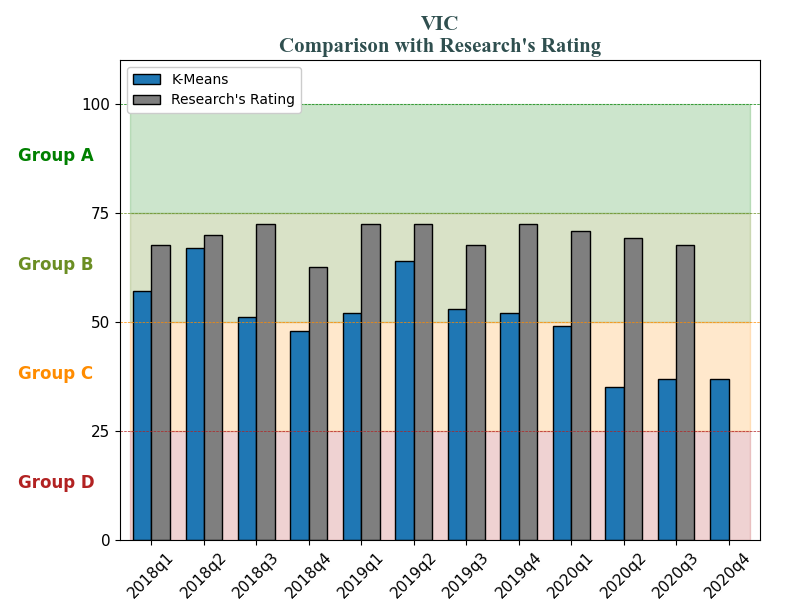 VIC
Comparison with Research's Rating
K-Means
Research's Rating
100
Group A
75
Group B
50
Group C
25
Group D
0
2018q1
2018q2
2018q3
2018q4
2019q1
2019q2
2019q3
2019q4
2020q1
2020q2
2020q3
2020q4